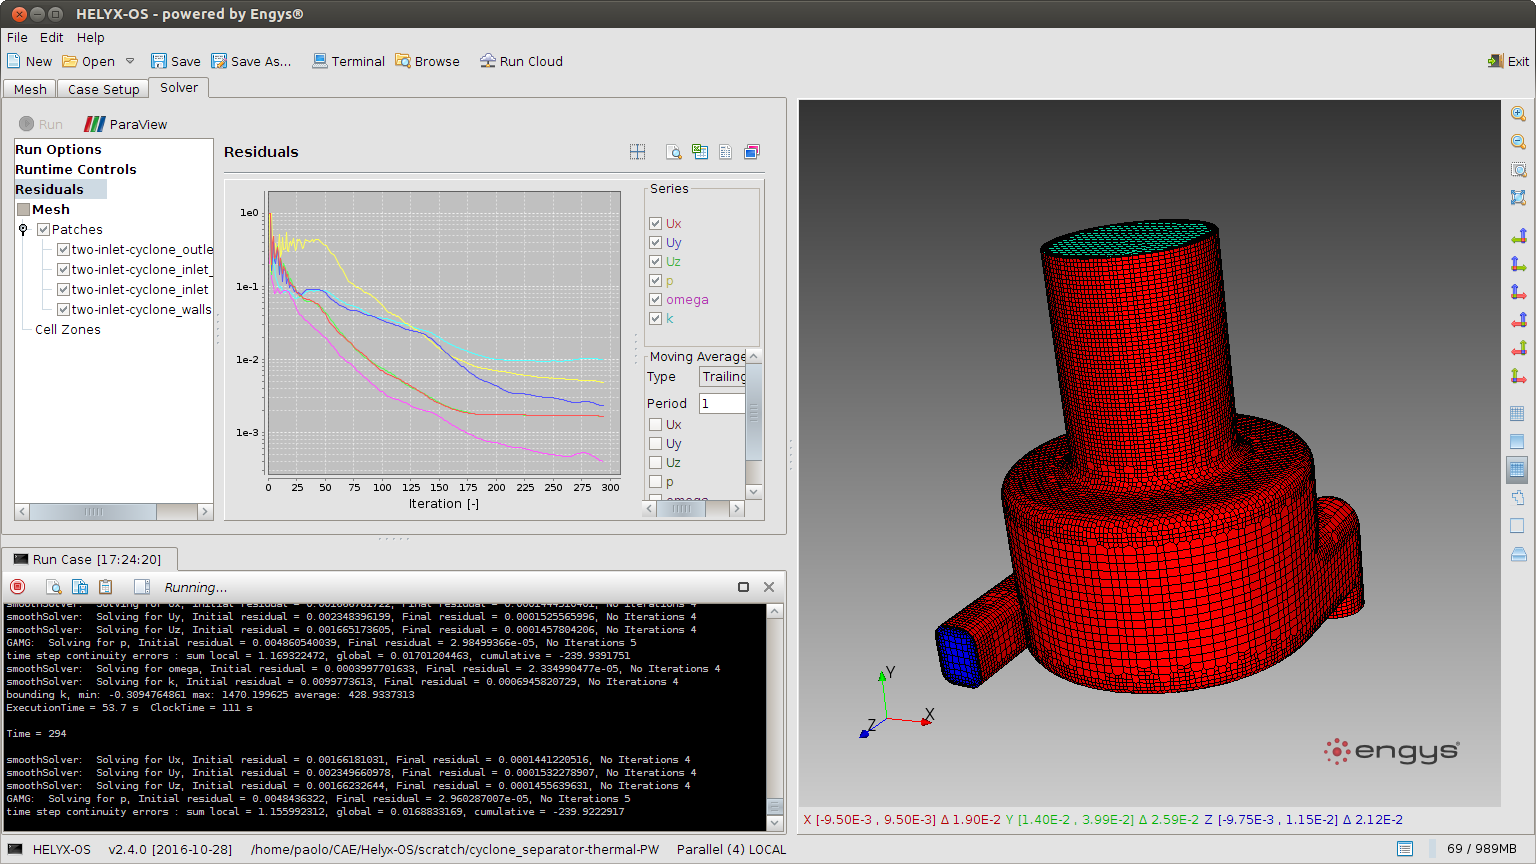 HELYX-OS - powered by Engys®
File Edit Help
New Open Save Save As... Terminal Browse Run Cloud Exit
Mesh Case Setup Solver
Run ParaView
Run Options
Runtime Controls
Residuals
Mesh
Patches
two-inlet-cyclone_outle
two-inlet-cyclone_inlet_
two-inlet-cyclone_inlet
two-inlet-cyclone_walls
Cell Zones
Residuals
1e0
1e-1
1e-2
1e-3
0 25 50 75 100 125 150 175 200 225 250 275 300
Iteration [-]
Series
Ux
Uy
Uz
p
omega
k
Moving Average
Type Trailing
Period 1
Ux
Uy
Uz
p
omega
Run Case [17:24:20]
Running...
smoothSolver: Solving for Ux, Initial residual = 0.001666781722, Final residual = 0.0001444310401, No Iterations 4
smoothSolver: Solving for Uy, Initial residual = 0.002348396199, Final residual = 0.0001525565996, No Iterations 4
smoothSolver: Solving for Uz, Initial residual = 0.001665173605, Final residual = 0.0001457804206, No Iterations 4
GAMG: Solving for p, Initial residual = 0.004860540039, Final residual = 2.98499366e-05, No Iterations 5
time step continuity errors : sum local = 1.169322472, global = 0.01701204463, cumulative = -239.9391751
smoothSolver: Solving for omega, Initial residual = 0.0003997701633, Final residual = 2.334990477e-05, No Iterations 4
smoothSolver: Solving for k, Initial residual = 0.0099773613, Final residual = 0.0006945820729, No Iterations 4
bounding k, min: -0.3094764861 max: 1470.199625 average: 428.9337313
ExecutionTime = 53.7 s ClockTime = 111 s
Time = 294
smoothSolver: Solving for Ux, Initial residual = 0.00166181031, Final residual = 0.0001441220516, No Iterations 4
smoothSolver: Solving for Uy, Initial residual = 0.002349660978, Final residual = 0.0001532278907, No Iterations 4
smoothSolver: Solving for Uz, Initial residual = 0.00166232644, Final residual = 0.0001455639631, No Iterations 4
GAMG: Solving for p, Initial residual = 0.0048436322, Final residual = 2.960287007e-05, No Iterations 5
time step continuity errors : sum local = 1.155992312, global = 0.0168833169, cumulative = -239.9222917
Y
X
Z
engys
X [-9.50E-3 , 9.50E-3] Δ 1.90E-2 Y [1.40E-2 , 3.99E-2] Δ 2.59E-2 Z [-9.75E-3 , 1.15E-2] Δ 2.12E-2
HELYX-OS v2.4.0 [2016-10-28] /home/paolo/CAE/Helyx-OS/scratch/cyclone_separator-thermal-PW Parallel (4) LOCAL 69 / 989MB